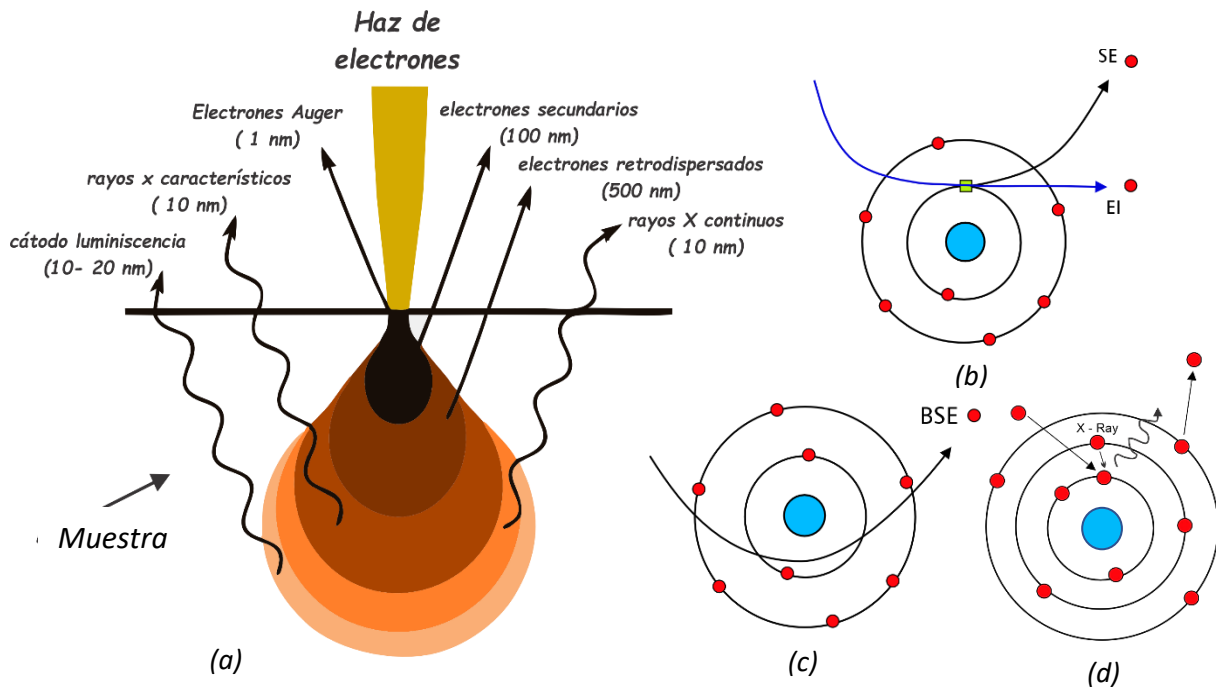 Haz de
electrones
Electrones Auger
( 1 nm)
electrones secundarios
(100 nm)
rayos x característicos
( 10 nm)
electrones retrodispersados
(500 nm)
cátodo luminiscencia
(10- 20 nm)
rayos X continuos
( 10 nm)
Muestra
(a)
SE
EI
(b)
BSE
(c)
X - Ray
(d)